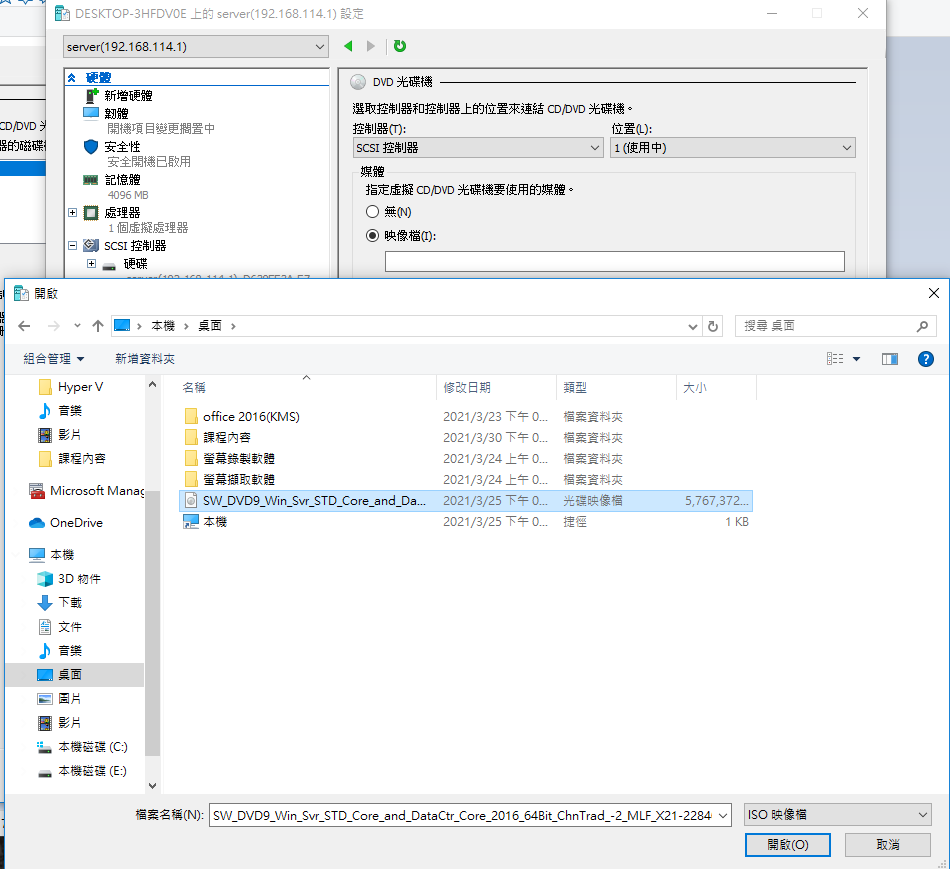 DESKTOP-3HFDV0E 上的 server(192.168.114.1) 設定
server(192.168.114.1)
硬體
新增硬體
韌體
開機項目變更擱置中
安全性
安全開機已啟用
記憶體
4096 MB
處理器
1 個虛擬處理器
SCSI 控制器
硬碟
DVD 光碟機
選取控制器和控制器上的位置來連結 CD/DVD 光碟機。
控制器(T):
位置(L):
SCSI 控制器
1 (使用中)
媒體
指定虛擬 CD/DVD 光碟機要使用的媒體。
無(N)
映像檔(I):
CD/DVD 光
器的磁碟機
開啟
本機 > 桌面 >
搜尋 桌面
組合管理
新增資料夾
Hyper V
音樂
影片
課程內容
Microsoft Manag
OneDrive
本機
3D 物件
下載
文件
音樂
桌面
圖片
影片
本機磁碟 (C:)
本機磁碟 (E:)
名稱 修改日期 類型 大小
office 2016(KMS) 2021/3/23 下午 0... 檔案資料夾
課程內容 2021/3/30 下午 0... 檔案資料夾
螢幕錄製軟體 2021/3/24 上午 0... 檔案資料夾
螢幕擷取軟體 2021/3/24 上午 0... 檔案資料夾
SW_DVD9_Win_Svr_STD_Core_and_Da... 2021/3/25 下午 0... 光碟映像檔 5,767,372...
本機 2021/3/25 下午 0... 捷徑 1 KB
檔案名稱(N):
SW_DVD9_Win_Svr_STD_Core_and_DataCtr_Core_2016_64Bit_ChnTrad_-2_MLF_X21-2284
ISO 映像檔
開啟(O)
取消